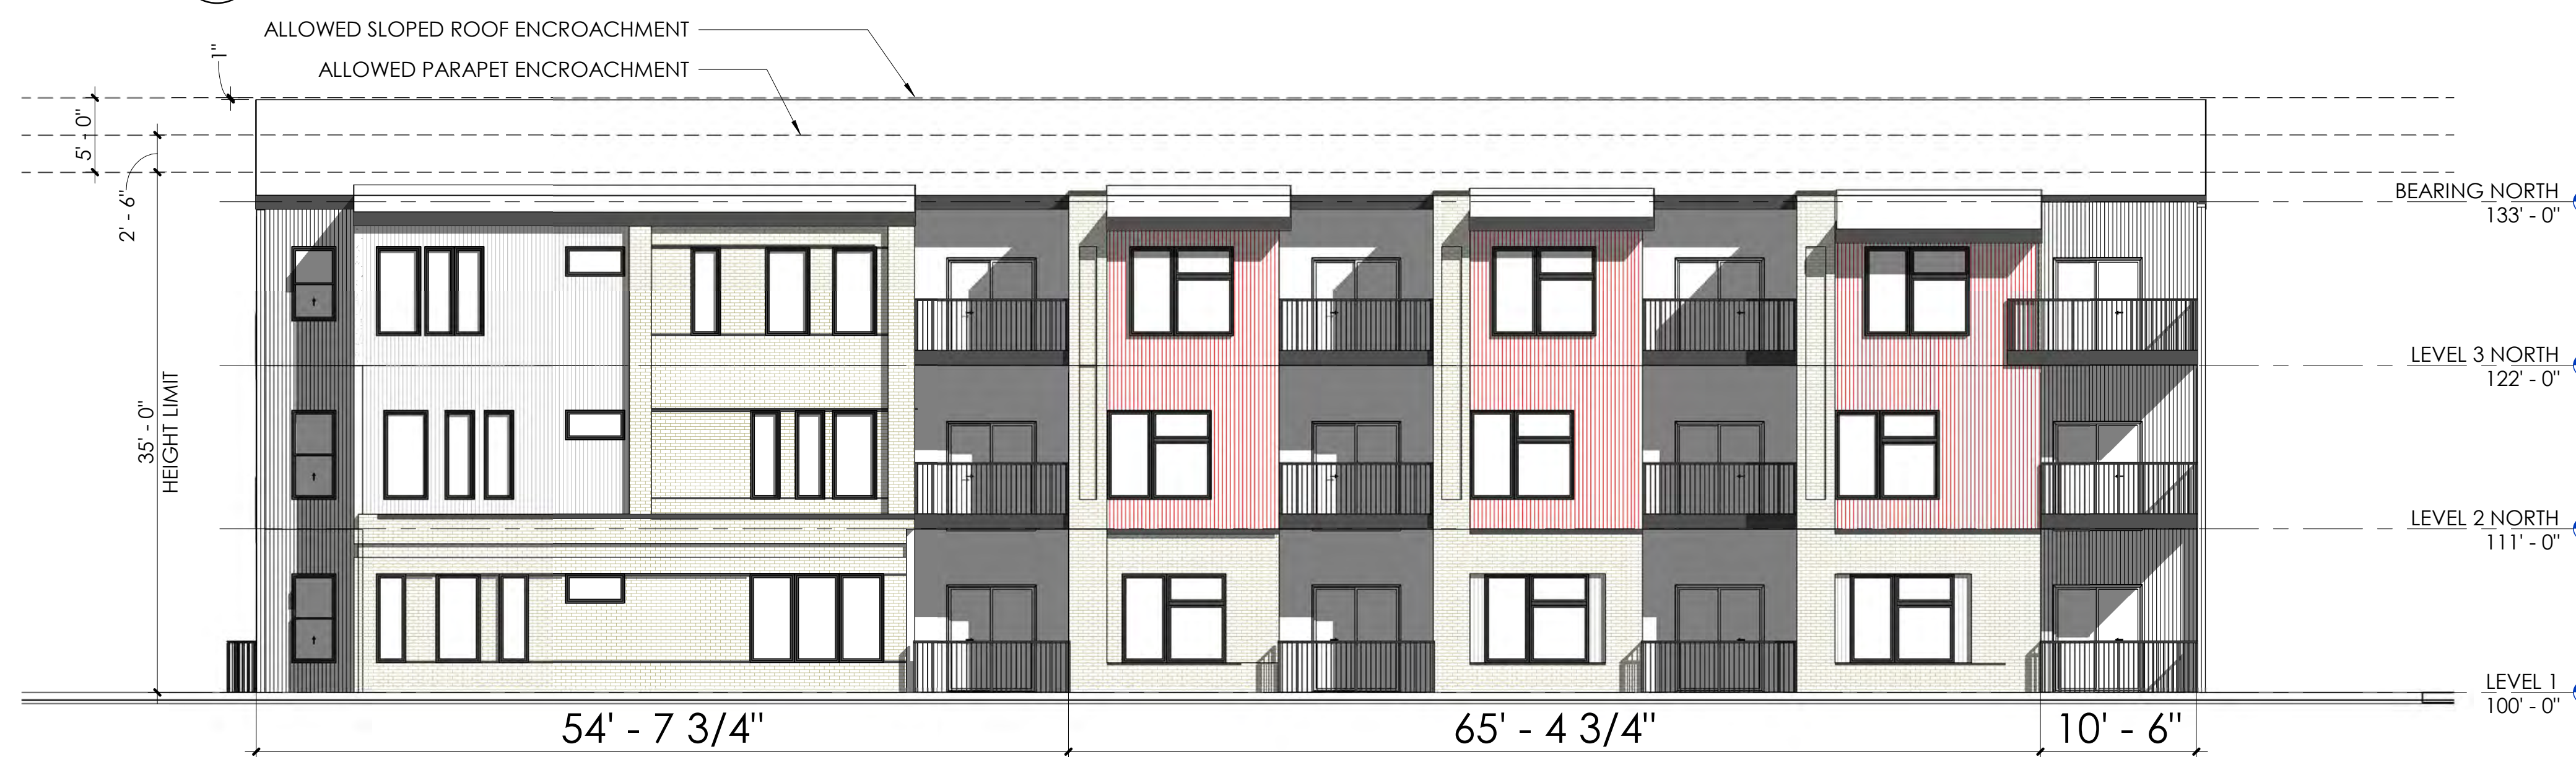 ALLOWED SLOPED ROOF ENCROACHMENT
1"
ALLOWED PARAPET ENCROACHMENT
5' - 0"
2' - 6"
BEARING NORTH
133' - 0"
LEVEL 3 NORTH
122' - 0"
35' - 0"
HEIGHT LIMIT
LEVEL 2 NORTH
111' - 0"
LEVEL 1
100' - 0"
54' - 7 3/4"
65' - 4 3/4"
10' - 6"